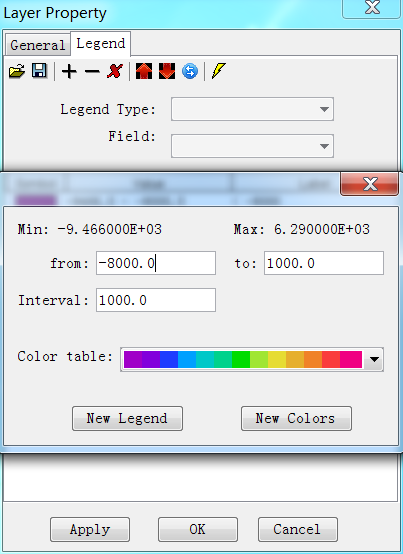 Layer Property
General Legend
Legend Type:
Field:
Value
Min: -9.466000E+03 Max: 6.290000E+03
from: -8000.0 to: 1000.0
Interval: 1000.0
Color table:
New Legend New Colors
Apply OK Cancel